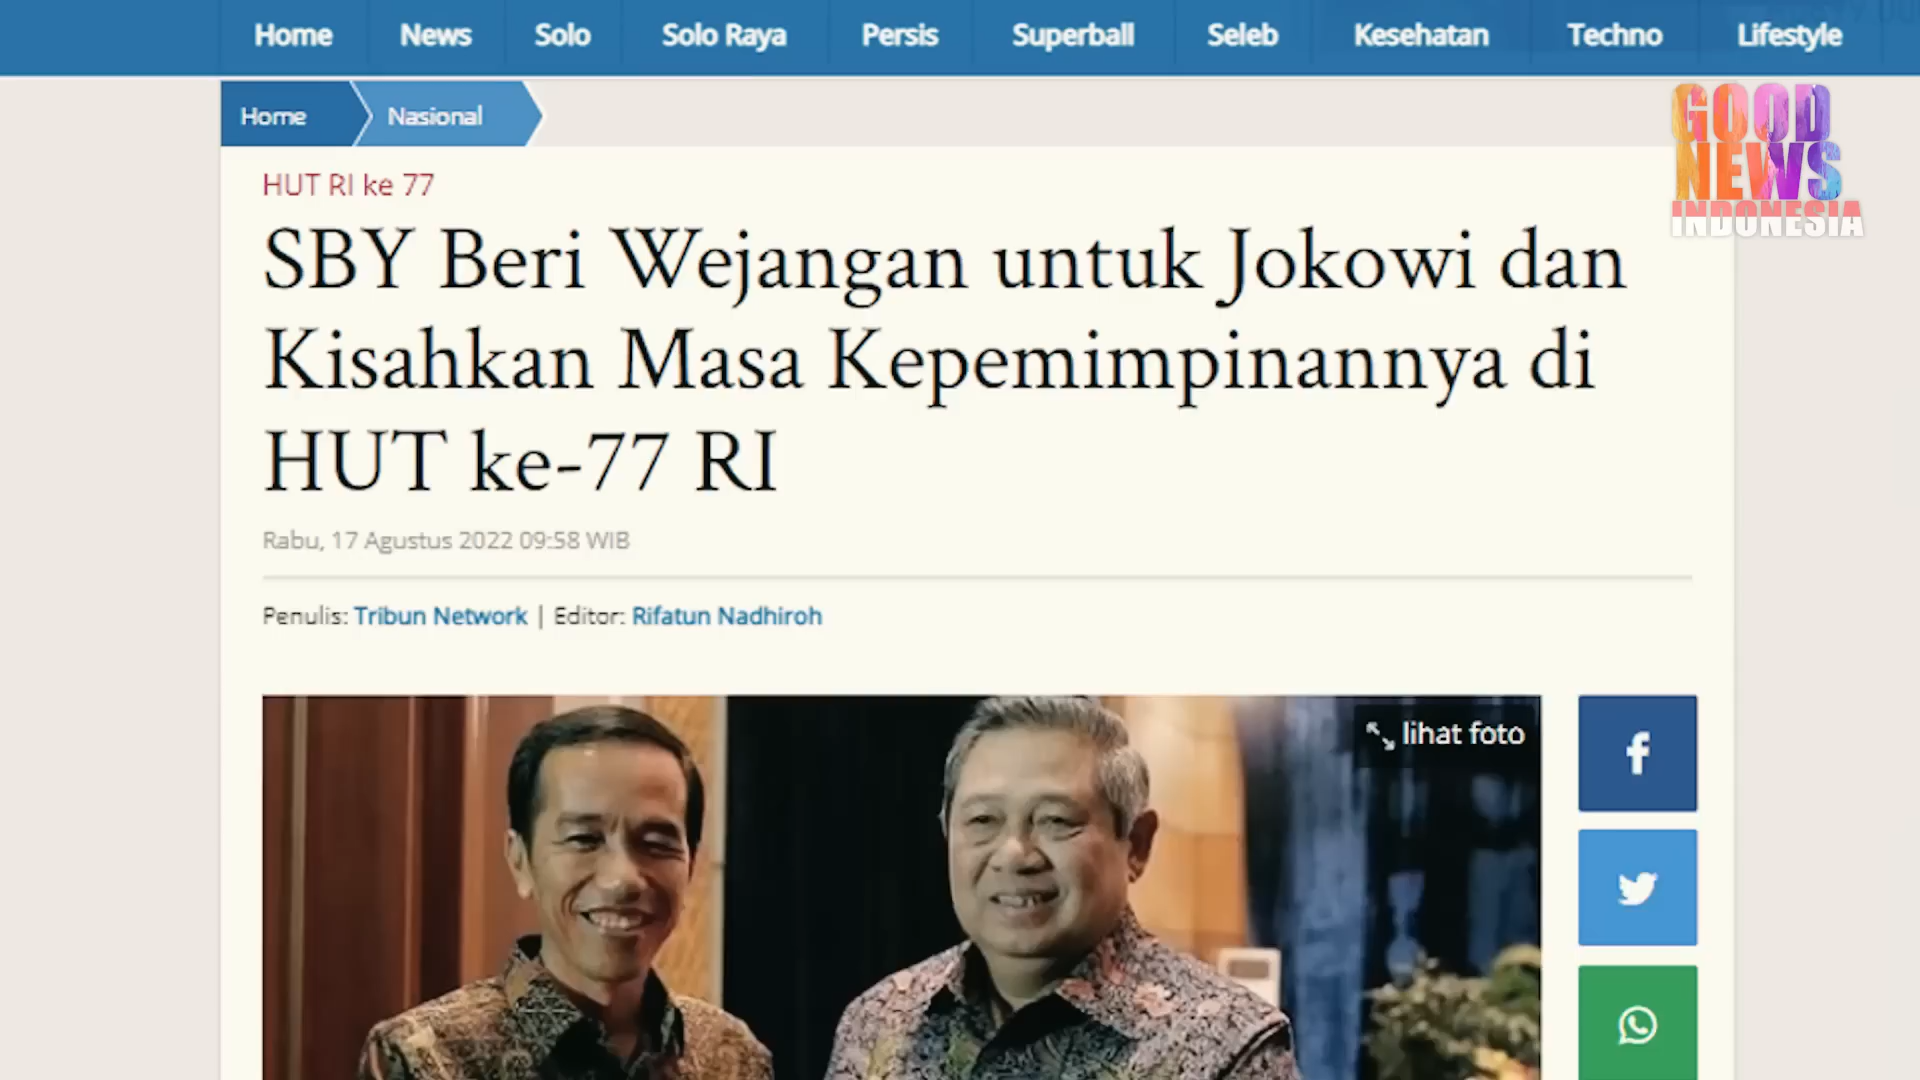 Home News Solo Solo Raya Persis Superball Seleb Kesehatan Techno Lifestyle
Home Nasional
GOOD
NEWS
INDONESIA
HUT RI ke 77
SBY Beri Wejangan untuk Jokowi dan
Kisahkan Masa Kepemimpinannya di
HUT ke-77 RI
Rabu, 17 Agustus 2022 09:58 WIB
Penulis: Tribun Network | Editor: Rifatun Nadhiroh
lihat foto